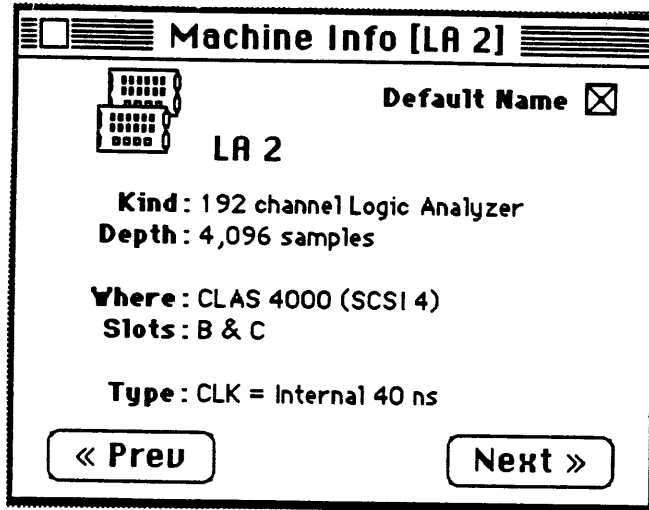 Machine Info [LA 2]
Default Name
LA 2
Kind: 192 channel Logic Analyzer
Depth: 4,096 samples
Where: CLAS 4000 (SCSI 4)
Slots: B & C
Type: CLK = Internal 40 ns
« Prev
Next »